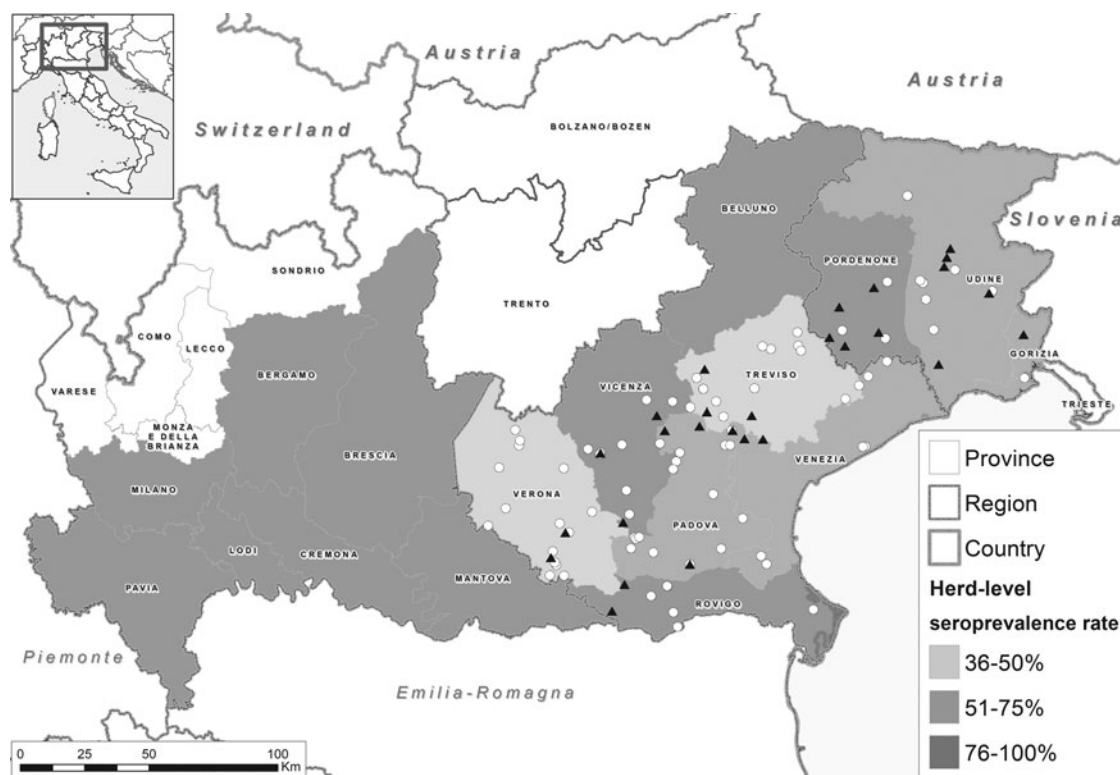 Austria
Austria
Switzerland
BOLZANO/BOZEN
Slovenia
BELLUNO
PORDENONE
UDINE
SONDRIO
TRENTO
COMO
LECCO
GORIZIA
VARESE
BERGAMO
VICENZA
TREVISO
TRIESTE
MONZA
E DELLA
BRIANZA
BRESCIA
VENEZIA
MILANO
VERONA
PADOVA
LODI
CREMONA
MANTOVA
PAVIA
ROVIGO
Piemonte
Emilia-Romagna
Province
Region
Country
Herd-level
seroprevalence rate
36-50%
51-75%
76-100%
0 25 50 100
Km